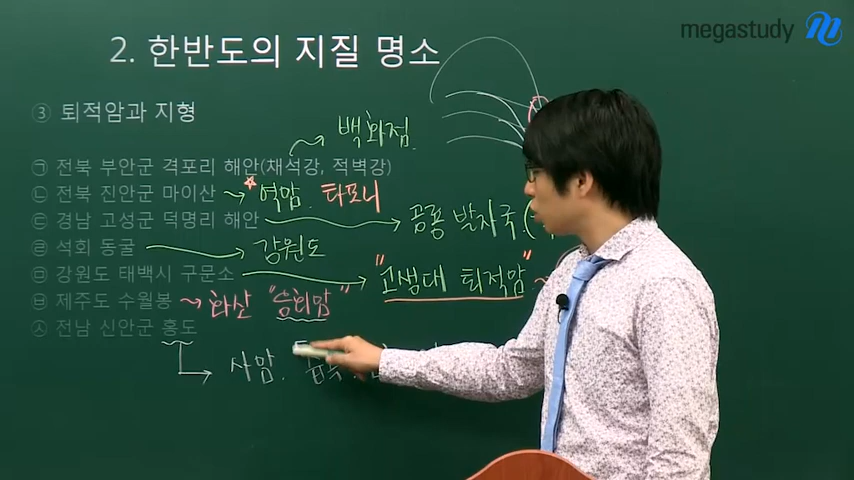 megastudy
2. 한반도의 지질 명소
③ 퇴적암과 지형
백화점
㉠ 전북 부안군 격포리 해안(채석강, 적벽강)
㉡ 전북 진안군 마이산 역암. 타포니
㉢ 경남 고성군 덕명리 해안 공룡 발자국.(
㉣ 석회 동굴 강원도
㉤ 강원도 태백시 구문소 "고생대 퇴적암"
㉥ 제주도 수월봉 화산 "응회암"
㉦ 전남 신안군 홍도
사암.